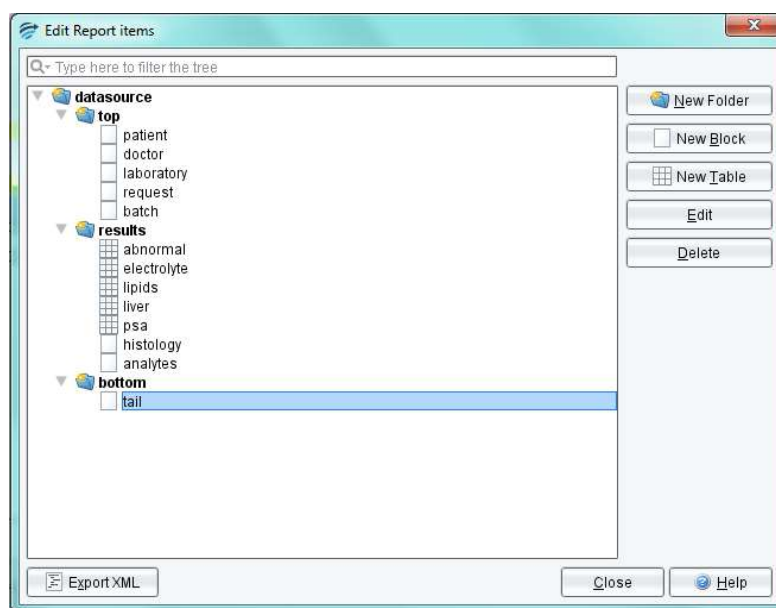 Edit Report items
Type here to filter the tree
datasource
top
patient
doctor
laboratory
request
batch
results
abnormal
electrolyte
lipids
liver
psa
histology
analytes
bottom
tail
New Folder
New Block
New Table
Edit
Delete
Export XML
Close
Help